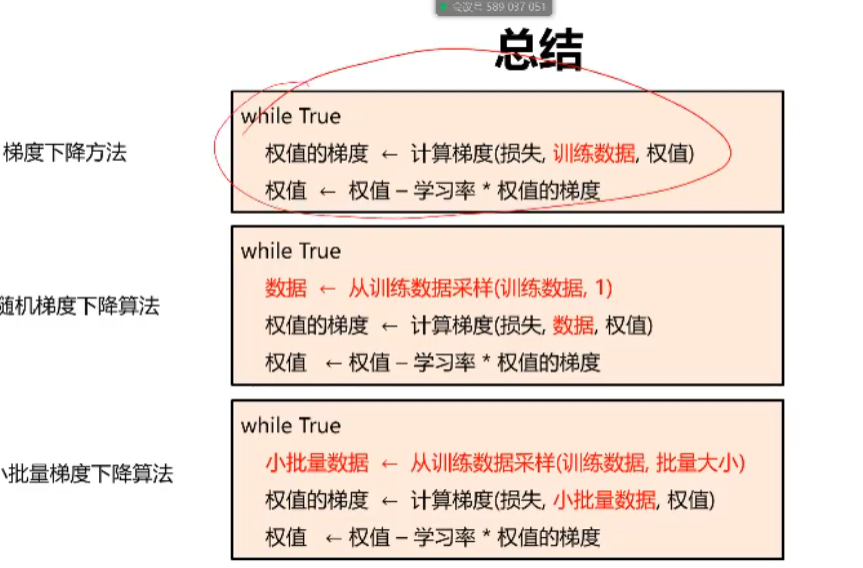 会议号 589 037 051
总结
梯度下降方法
while True
权值的梯度 ← 计算梯度(损失, 训练数据, 权值)
权值 ← 权值 – 学习率 * 权值的梯度
随机梯度下降算法
while True
数据 ← 从训练数据采样(训练数据, 1)
权值的梯度 ← 计算梯度(损失, 数据, 权值)
权值 ← 权值 – 学习率 * 权值的梯度
小批量梯度下降算法
while True
小批量数据 ← 从训练数据采样(训练数据, 批量大小)
权值的梯度 ← 计算梯度(损失, 小批量数据, 权值)
权值 ← 权值 – 学习率 * 权值的梯度